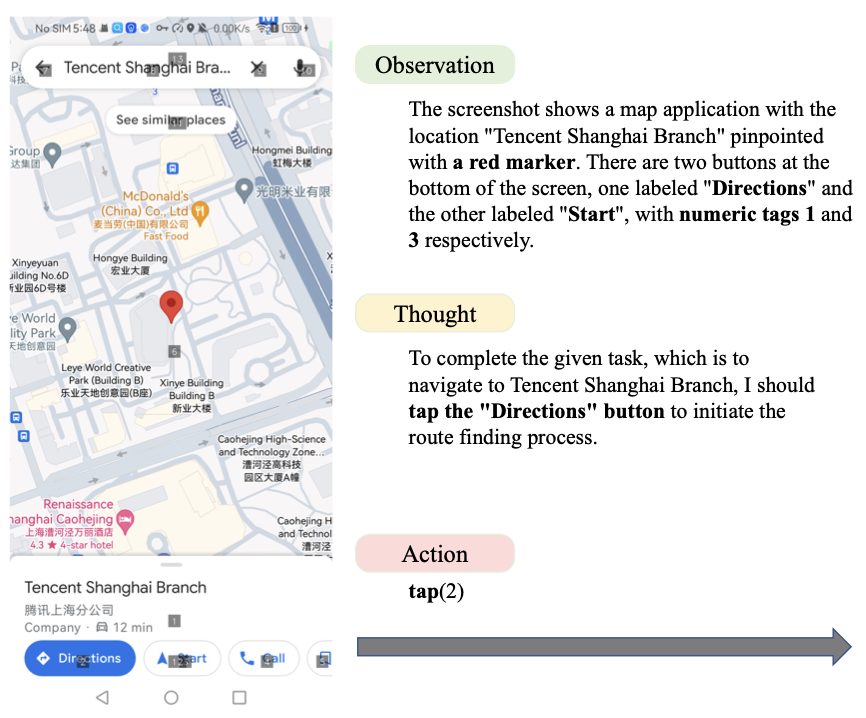 No SIM 5:48 0.00K/s 100
Tencent Shanghai Bra...
13
3
See similar places
11
Group
达集团
Hongmei Building
虹梅大楼
光明米业有限
McDonald's
(China) Co., Ltd
麦当劳(中国)有限公司
Fast Food
Hongye Building
宏业大厦
Xinyeyuan
uilding No.6D
新业园6D号楼
e World
lity Park
天地创意园
6
Leye World Creative
Park (Building B)
乐业天地创意园(B座)
Xinye Building
Building B
新业大楼
Caohejing High-Science
and Technology Zone...
漕河泾高科技
园区大厦A幢
Renaissance
hanghai Caohejing
上海漕河泾万丽酒店
4.3 ★ 4-star hotel
Caohejing H
and Technol
漕河泾
Tencent Shanghai Branch
腾讯上海分公司
Company · 12 min
1
Directions
Start
Call
Observation
The screenshot shows a map application with the
location "Tencent Shanghai Branch" pinpointed
with a red marker. There are two buttons at the
bottom of the screen, one labeled "Directions" and
the other labeled "Start", with numeric tags 1 and
3 respectively.
Thought
To complete the given task, which is to
navigate to Tencent Shanghai Branch, I should
tap the "Directions" button to initiate the
route finding process.
Action
tap(2)